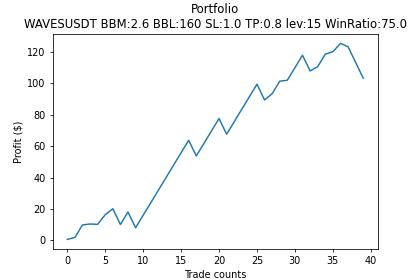 Portfolio
WAVESUSDT BBM:2.6 BBL:160 SL:1.0 TP:0.8 lev:15 WinRatio:75.0
120
100
80
60
40
20
0
Profit ($)
0 5 10 15 20 25 30 35 40
Trade counts